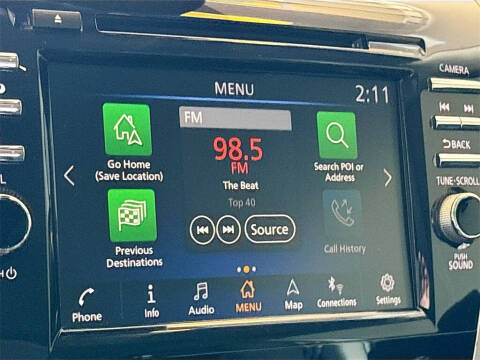 MENU
2:11
CAMERA
FM
Go Home
(Save Location)
98.5
FM
The Beat
Top 40
Search POI or
Address
BACK
TUNE·SCROLL
Previous
Destinations
Source
Call History
PUSH
SOUND
Phone
Info
Audio
MENU
Map
Connections
Settings